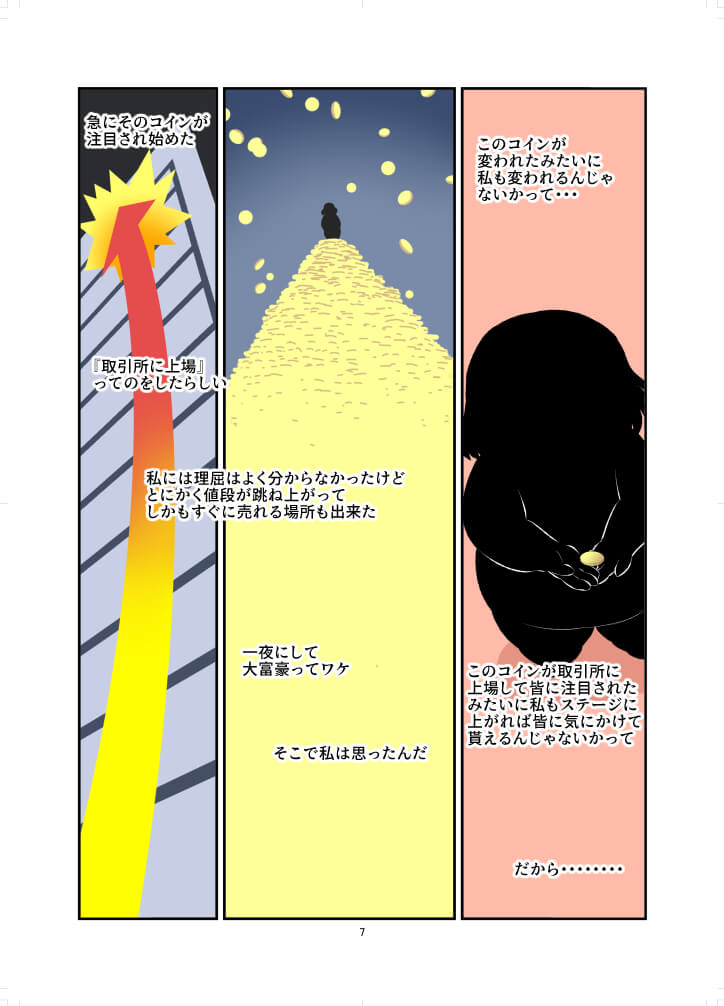 急にそのコインが
注目され始めた
『取引所に上場』
ってのをしたらしい
私には理屈はよく分からなかったけど
とにかく値段が跳ね上がって
しかもすぐに売れる場所も出来た
一夜にして
大富豪ってワケ
そこで私は思ったんだ
このコインが
変われたみたいに
私も変われるんじゃ
ないかって・・・
このコインが取引所に
上場して皆に注目された
みたいに私もステージに
上がれば皆に気にかけて
貰えるんじゃないかって
だから・・・・・・・・
7